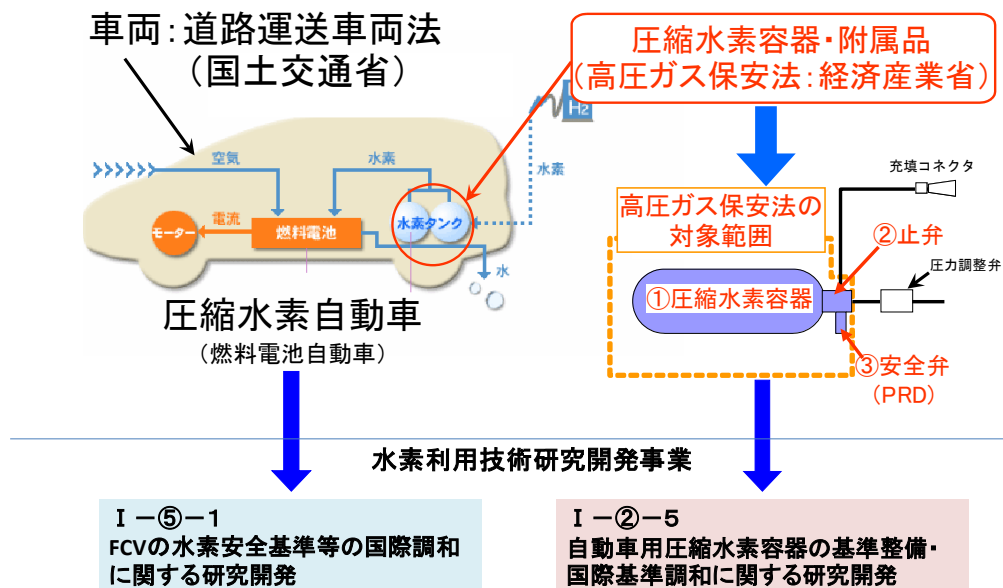 車両：道路運送車両法
（国土交通省）
圧縮水素容器・附属品
（高圧ガス保安法：経済産業省）
H2
空気
水素
水素
電流
モーター
燃料電池
水素タンク
水
圧縮水素自動車
（燃料電池自動車）
充填コネクタ
高圧ガス保安法の
対象範囲
②止弁
圧力調整弁
①圧縮水素容器
③安全弁
（PRD）
水素利用技術研究開発事業
Ⅰ－⑤－1
FCVの水素安全基準等の国際調和
に関する研究開発
Ⅰ－②－5
自動車用圧縮水素容器の基準整備・
国際基準調和に関する研究開発